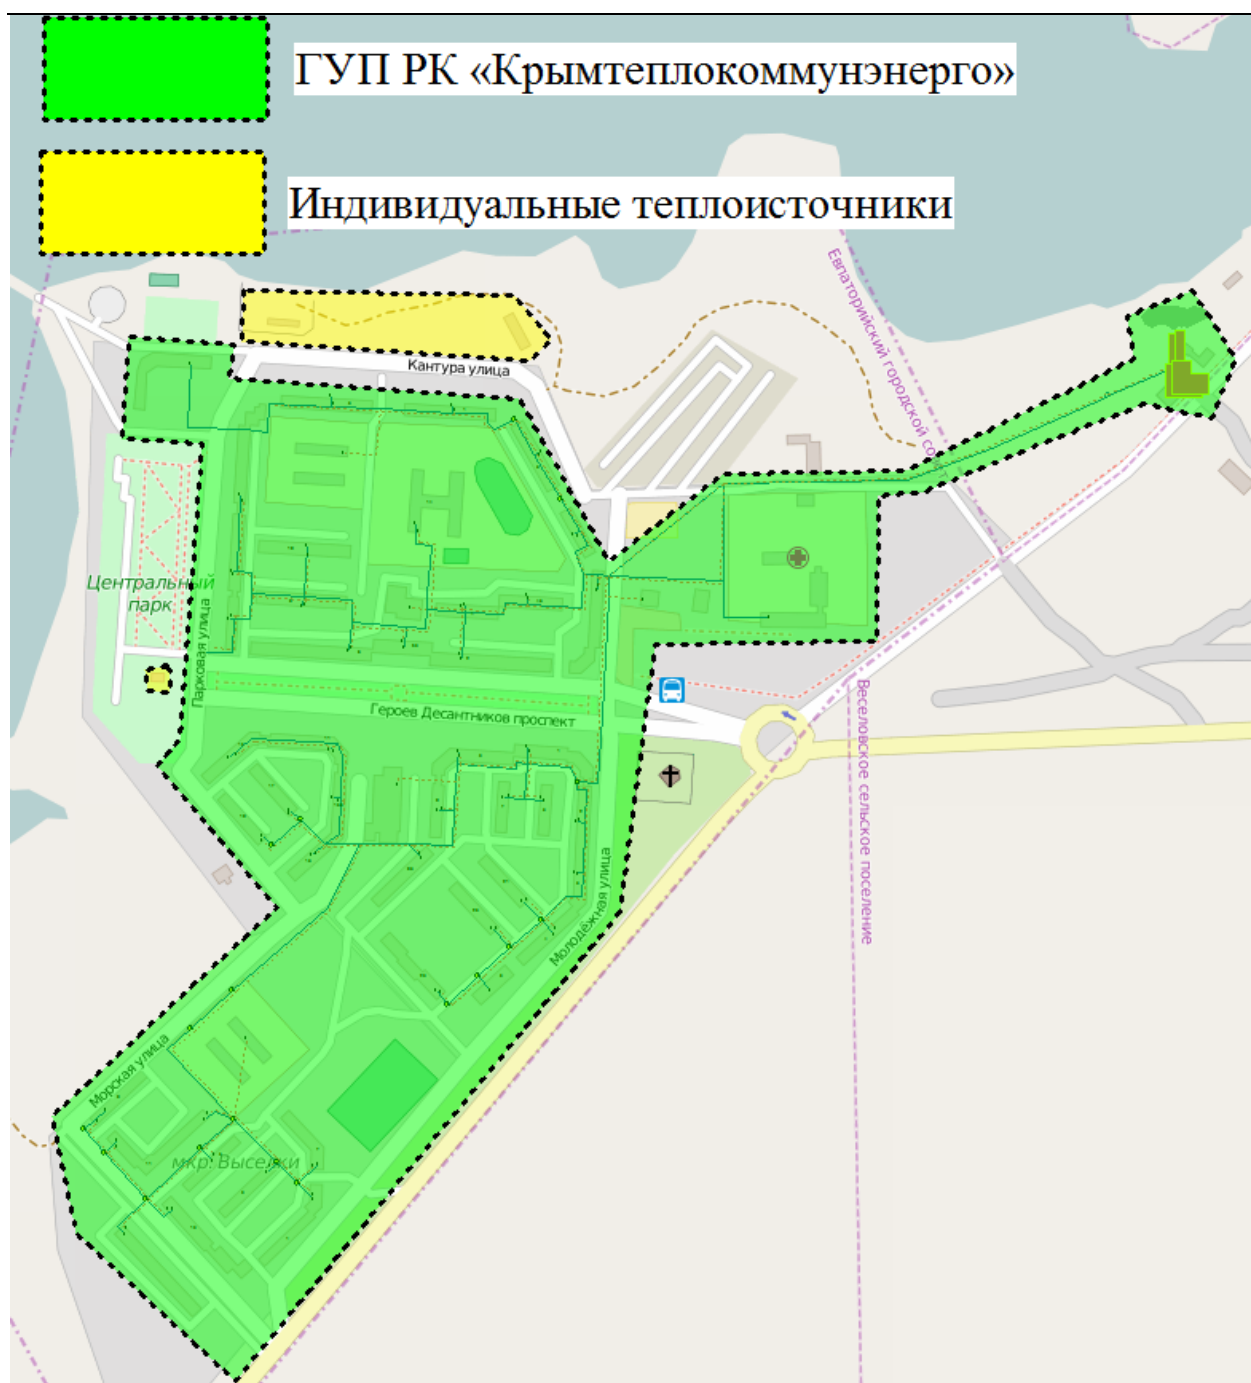 ГУП РК «Крымтеплокоммунэнерго»
Индивидуальные теплоисточники
Евпаторийский городской со
Кантура улица
Центральный
парк
Парковая улица
Героев Десантников проспект
Веселовское сельское поселение
Молодёжная улица
Морская улица
мкр. Выселки